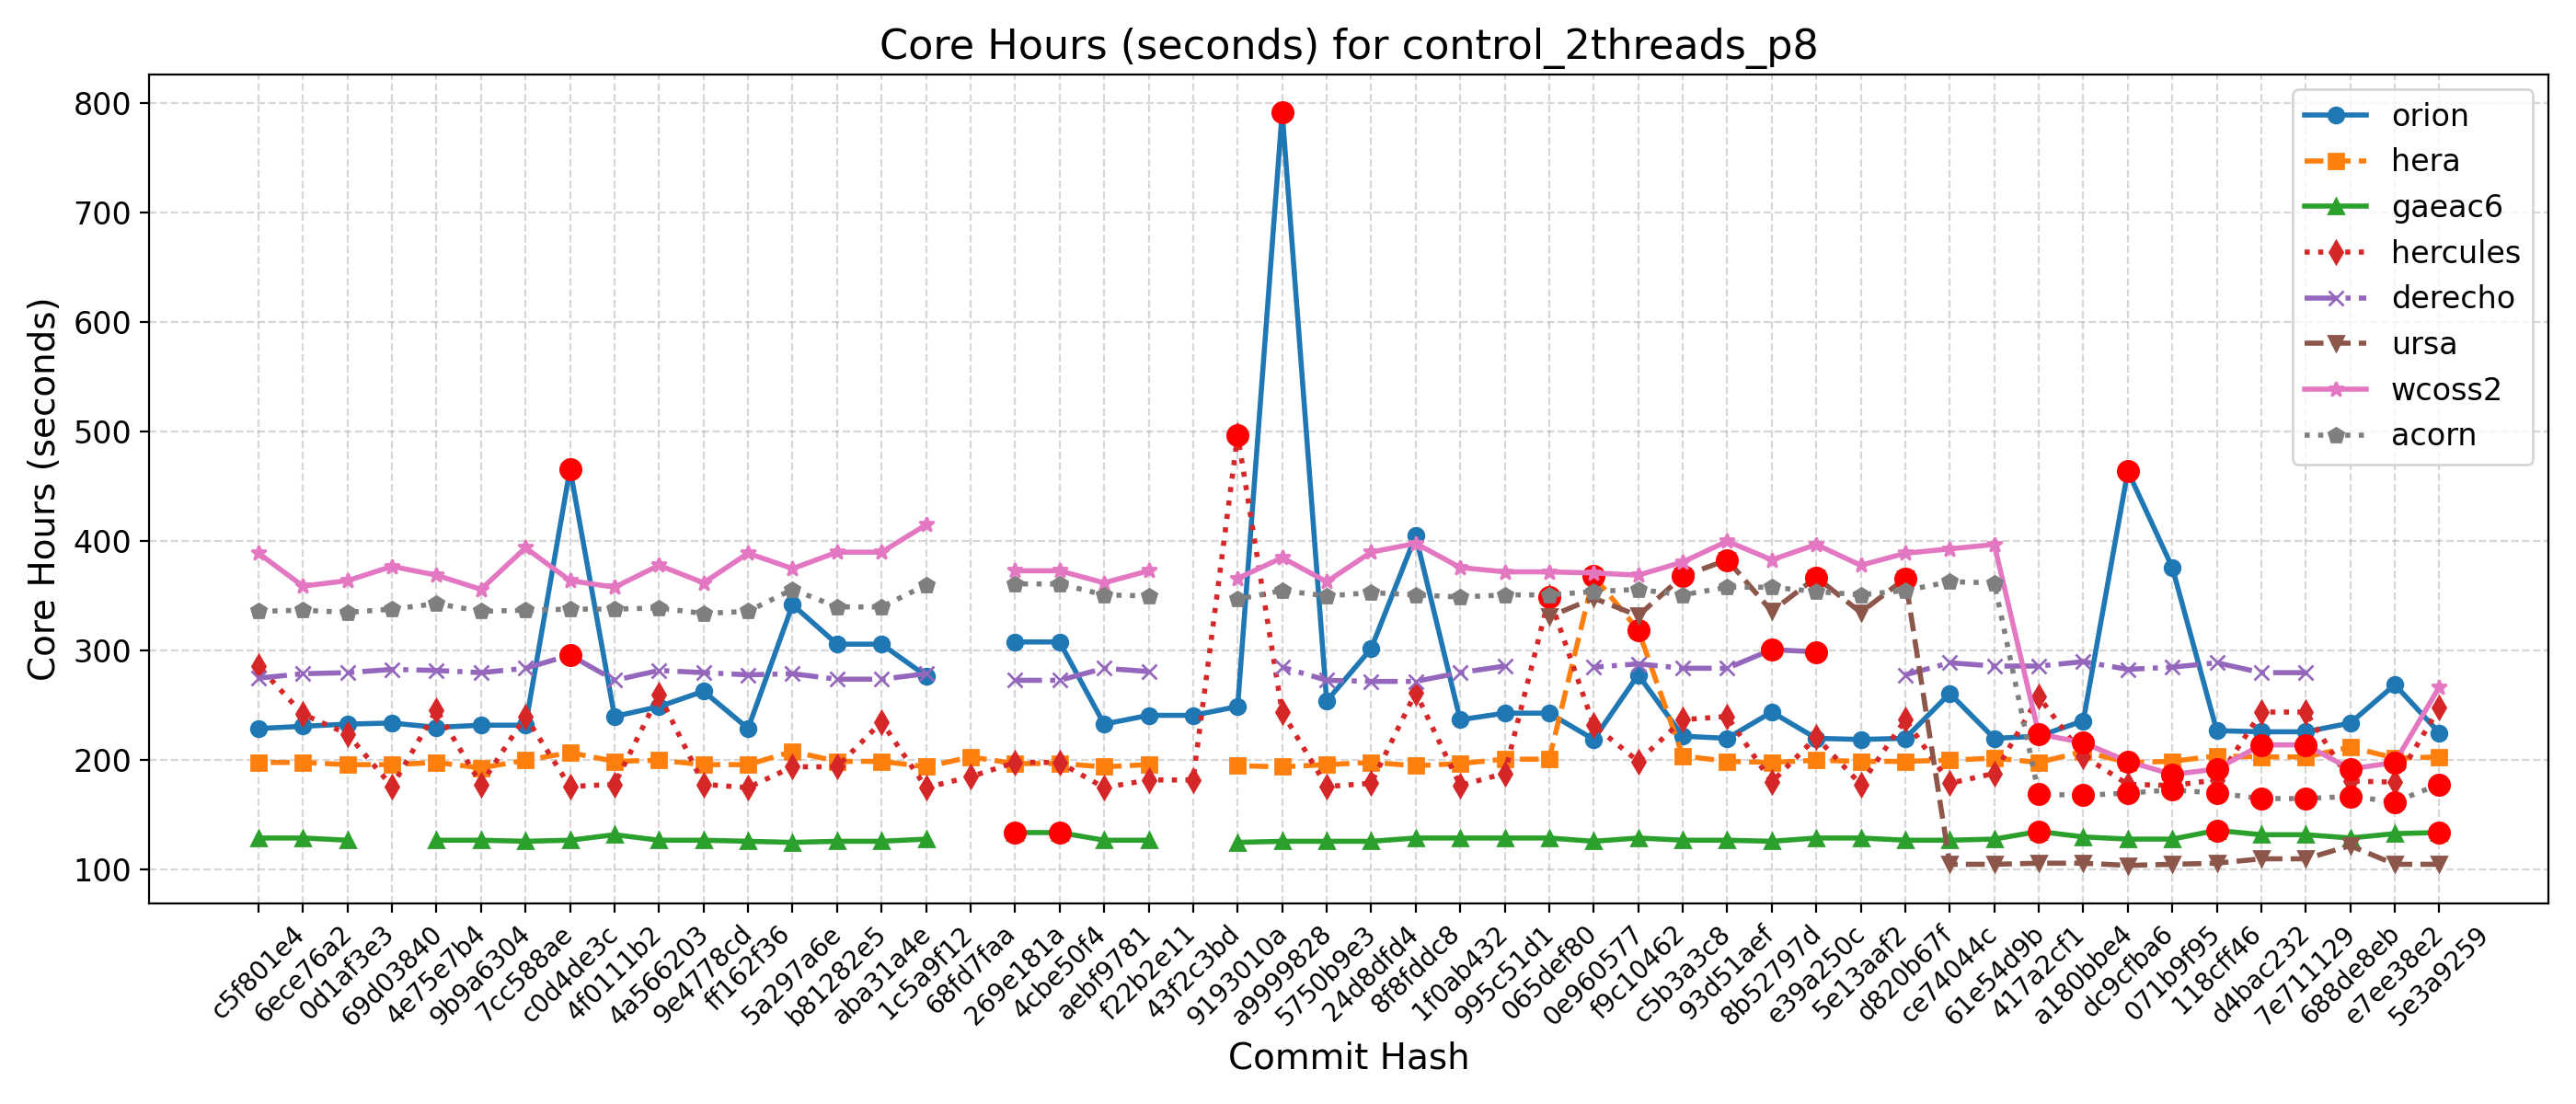 Core Hours (seconds) for control_2threads_p8
Core Hours (seconds)
800
700
600
500
400
300
200
100
orion
hera
gaeac6
hercules
derecho
ursa
wcoss2
acorn
c5f801e4
6ece76a2
0d1af3e3
69d03840
4e75e7b4
9b9a6304
7cc588ae
c0d4de3c
4f0111b2
4a566203
9e4778cd
ff162f36
5a297a6e
b81282e5
aba31a4e
1c5a9f12
68fd7faa
269e181a
4cbe50f4
aebf9781
f22b2e11
43f2c3bd
9193010a
a9999828
5750b9e3
24d8dfd4
8f8fddc8
1f0ab432
995c51d1
065def80
0e960577
f9c10462
c5b3a3c8
93d51aef
8b52797d
e39a250c
5e13aaf2
d820b67f
ce74044c
61e54d9b
417a2cf1
a180bbe4
dc9cfba6
071b9f95
118cff46
d4bac232
7e711129
688de8eb
e7ee38e2
5e3a9259
Commit Hash